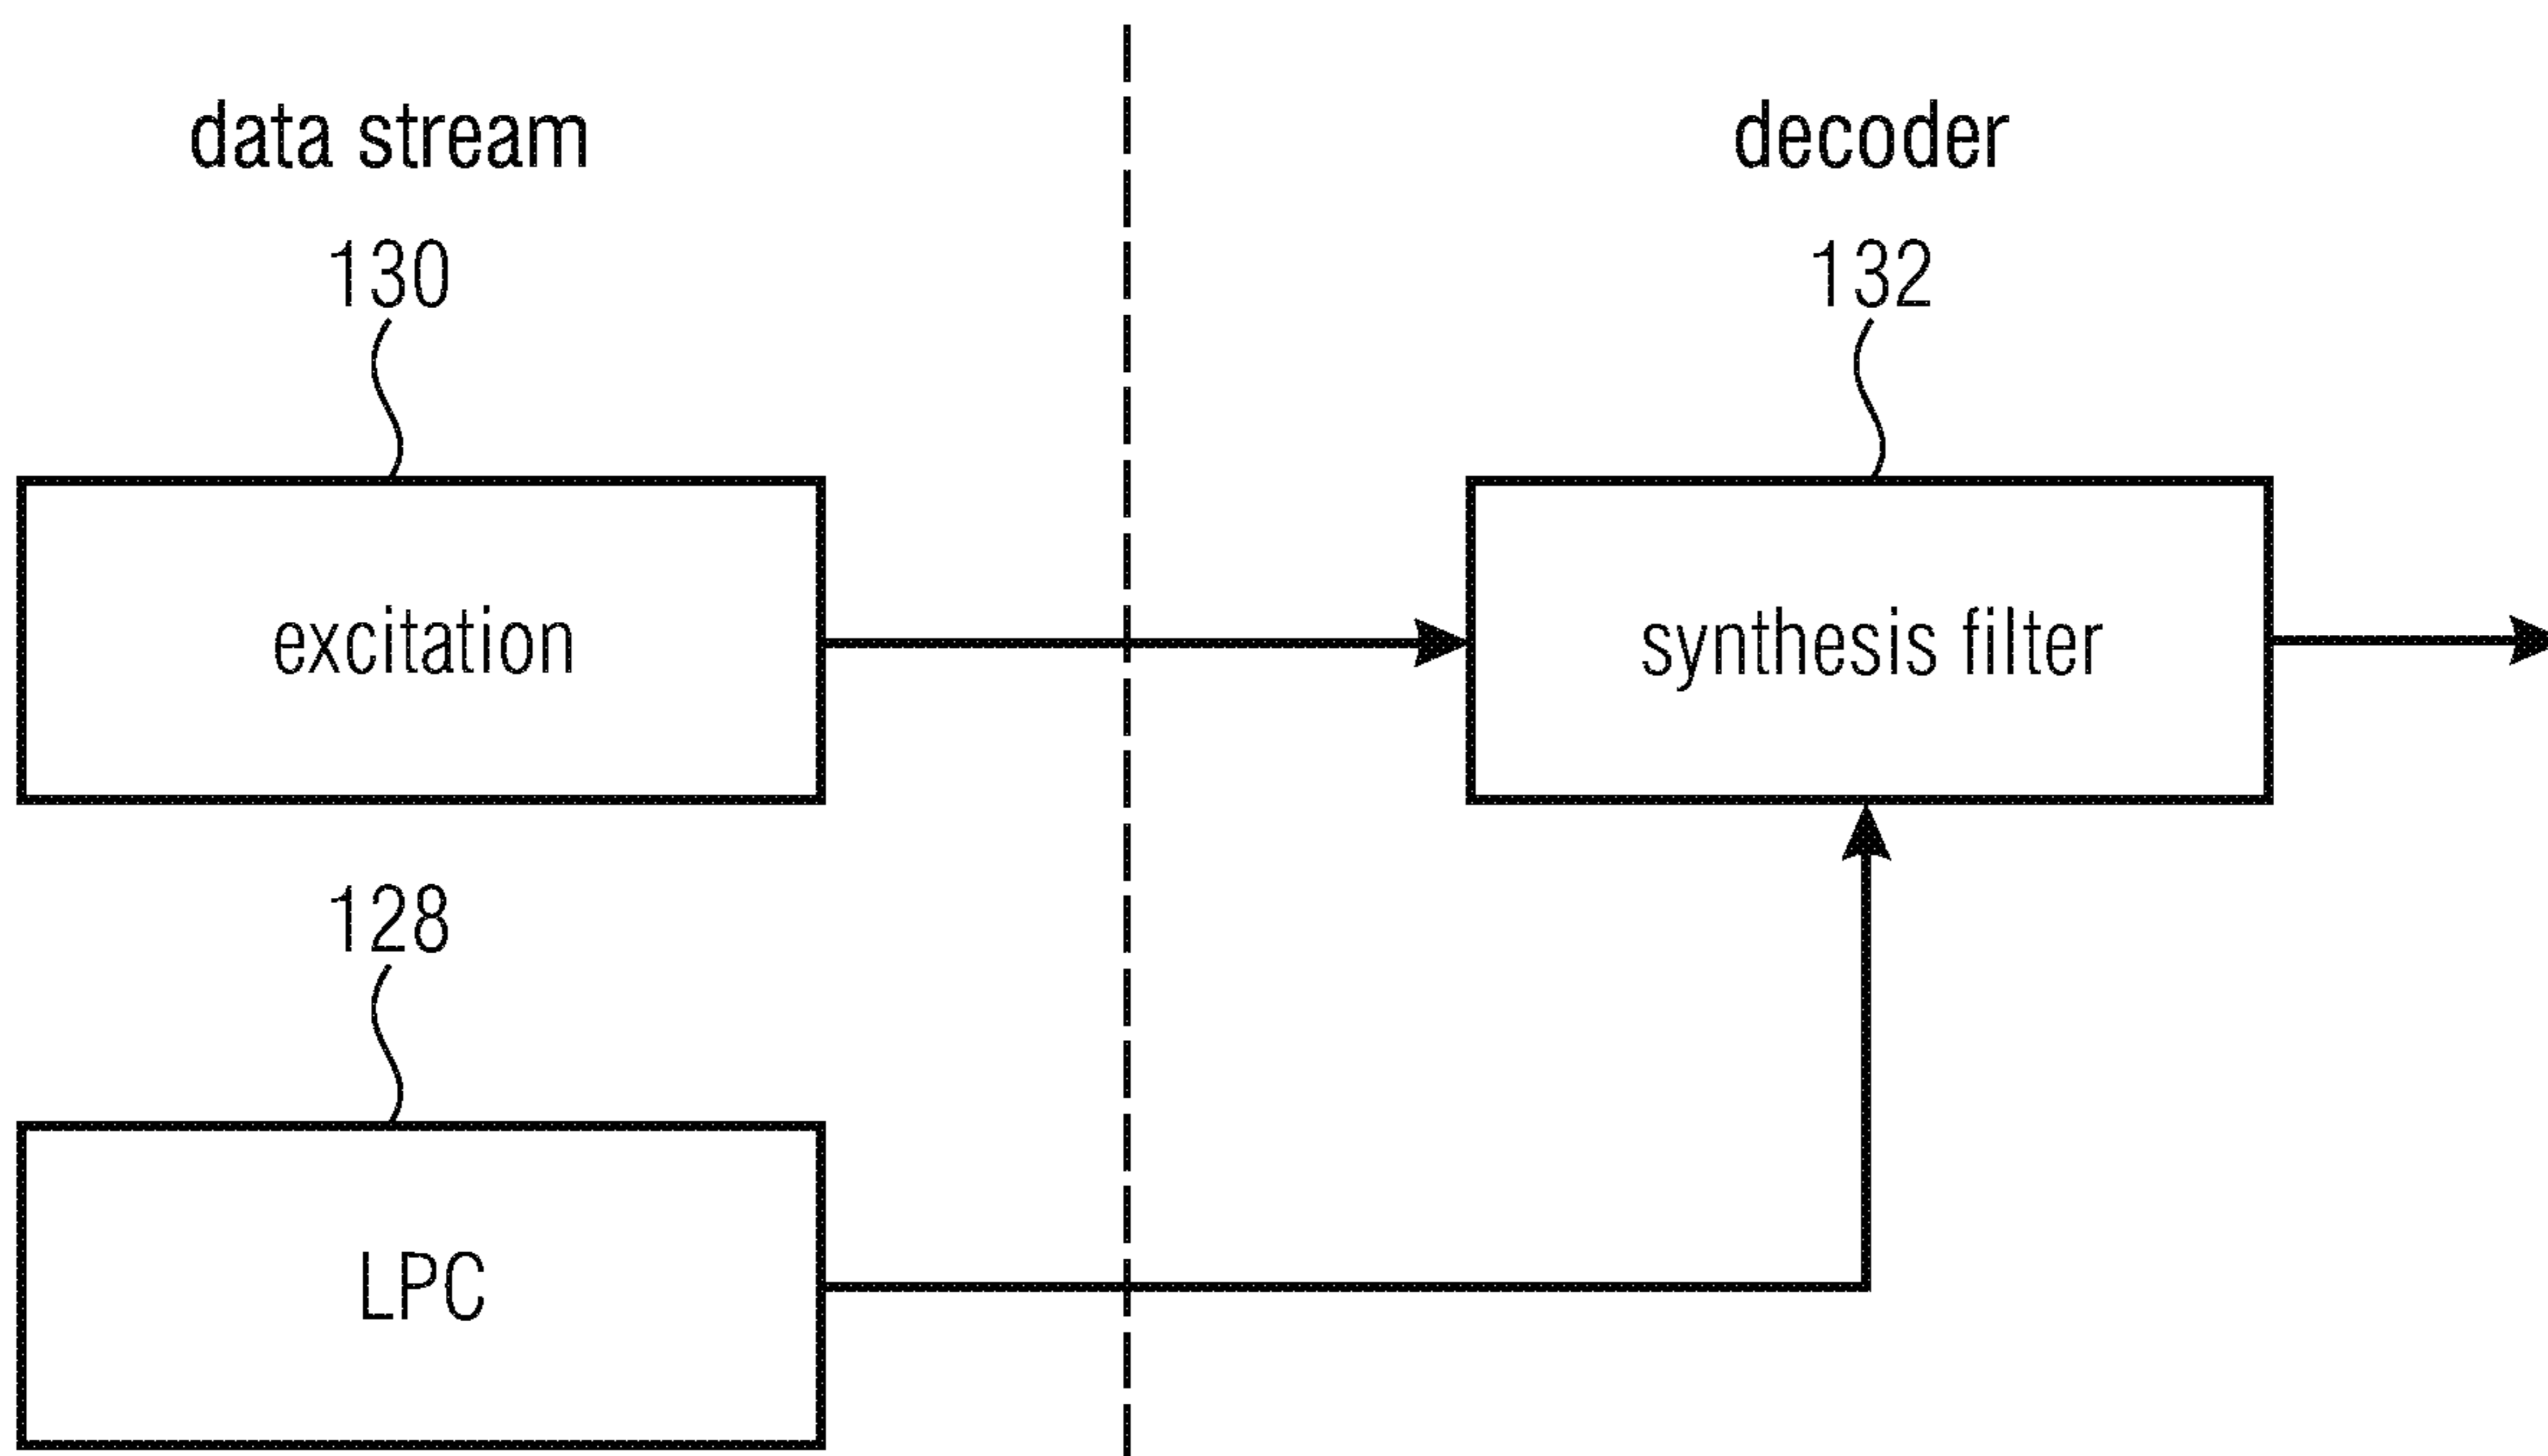 data stream
decoder
130
132
excitation
synthesis filter
128
LPC